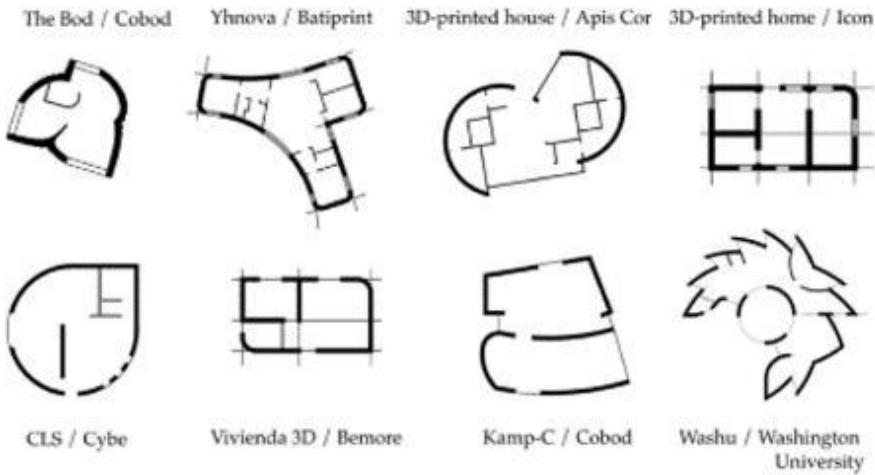 The Bod / Cobod
Yhnova / Batiprint
3D-printed house / Apis Cor
3D-printed home / Icon
CLS / Cybe
Vivienda 3D / Bemore
Kamp-C / Cobod
Washu / Washington
University